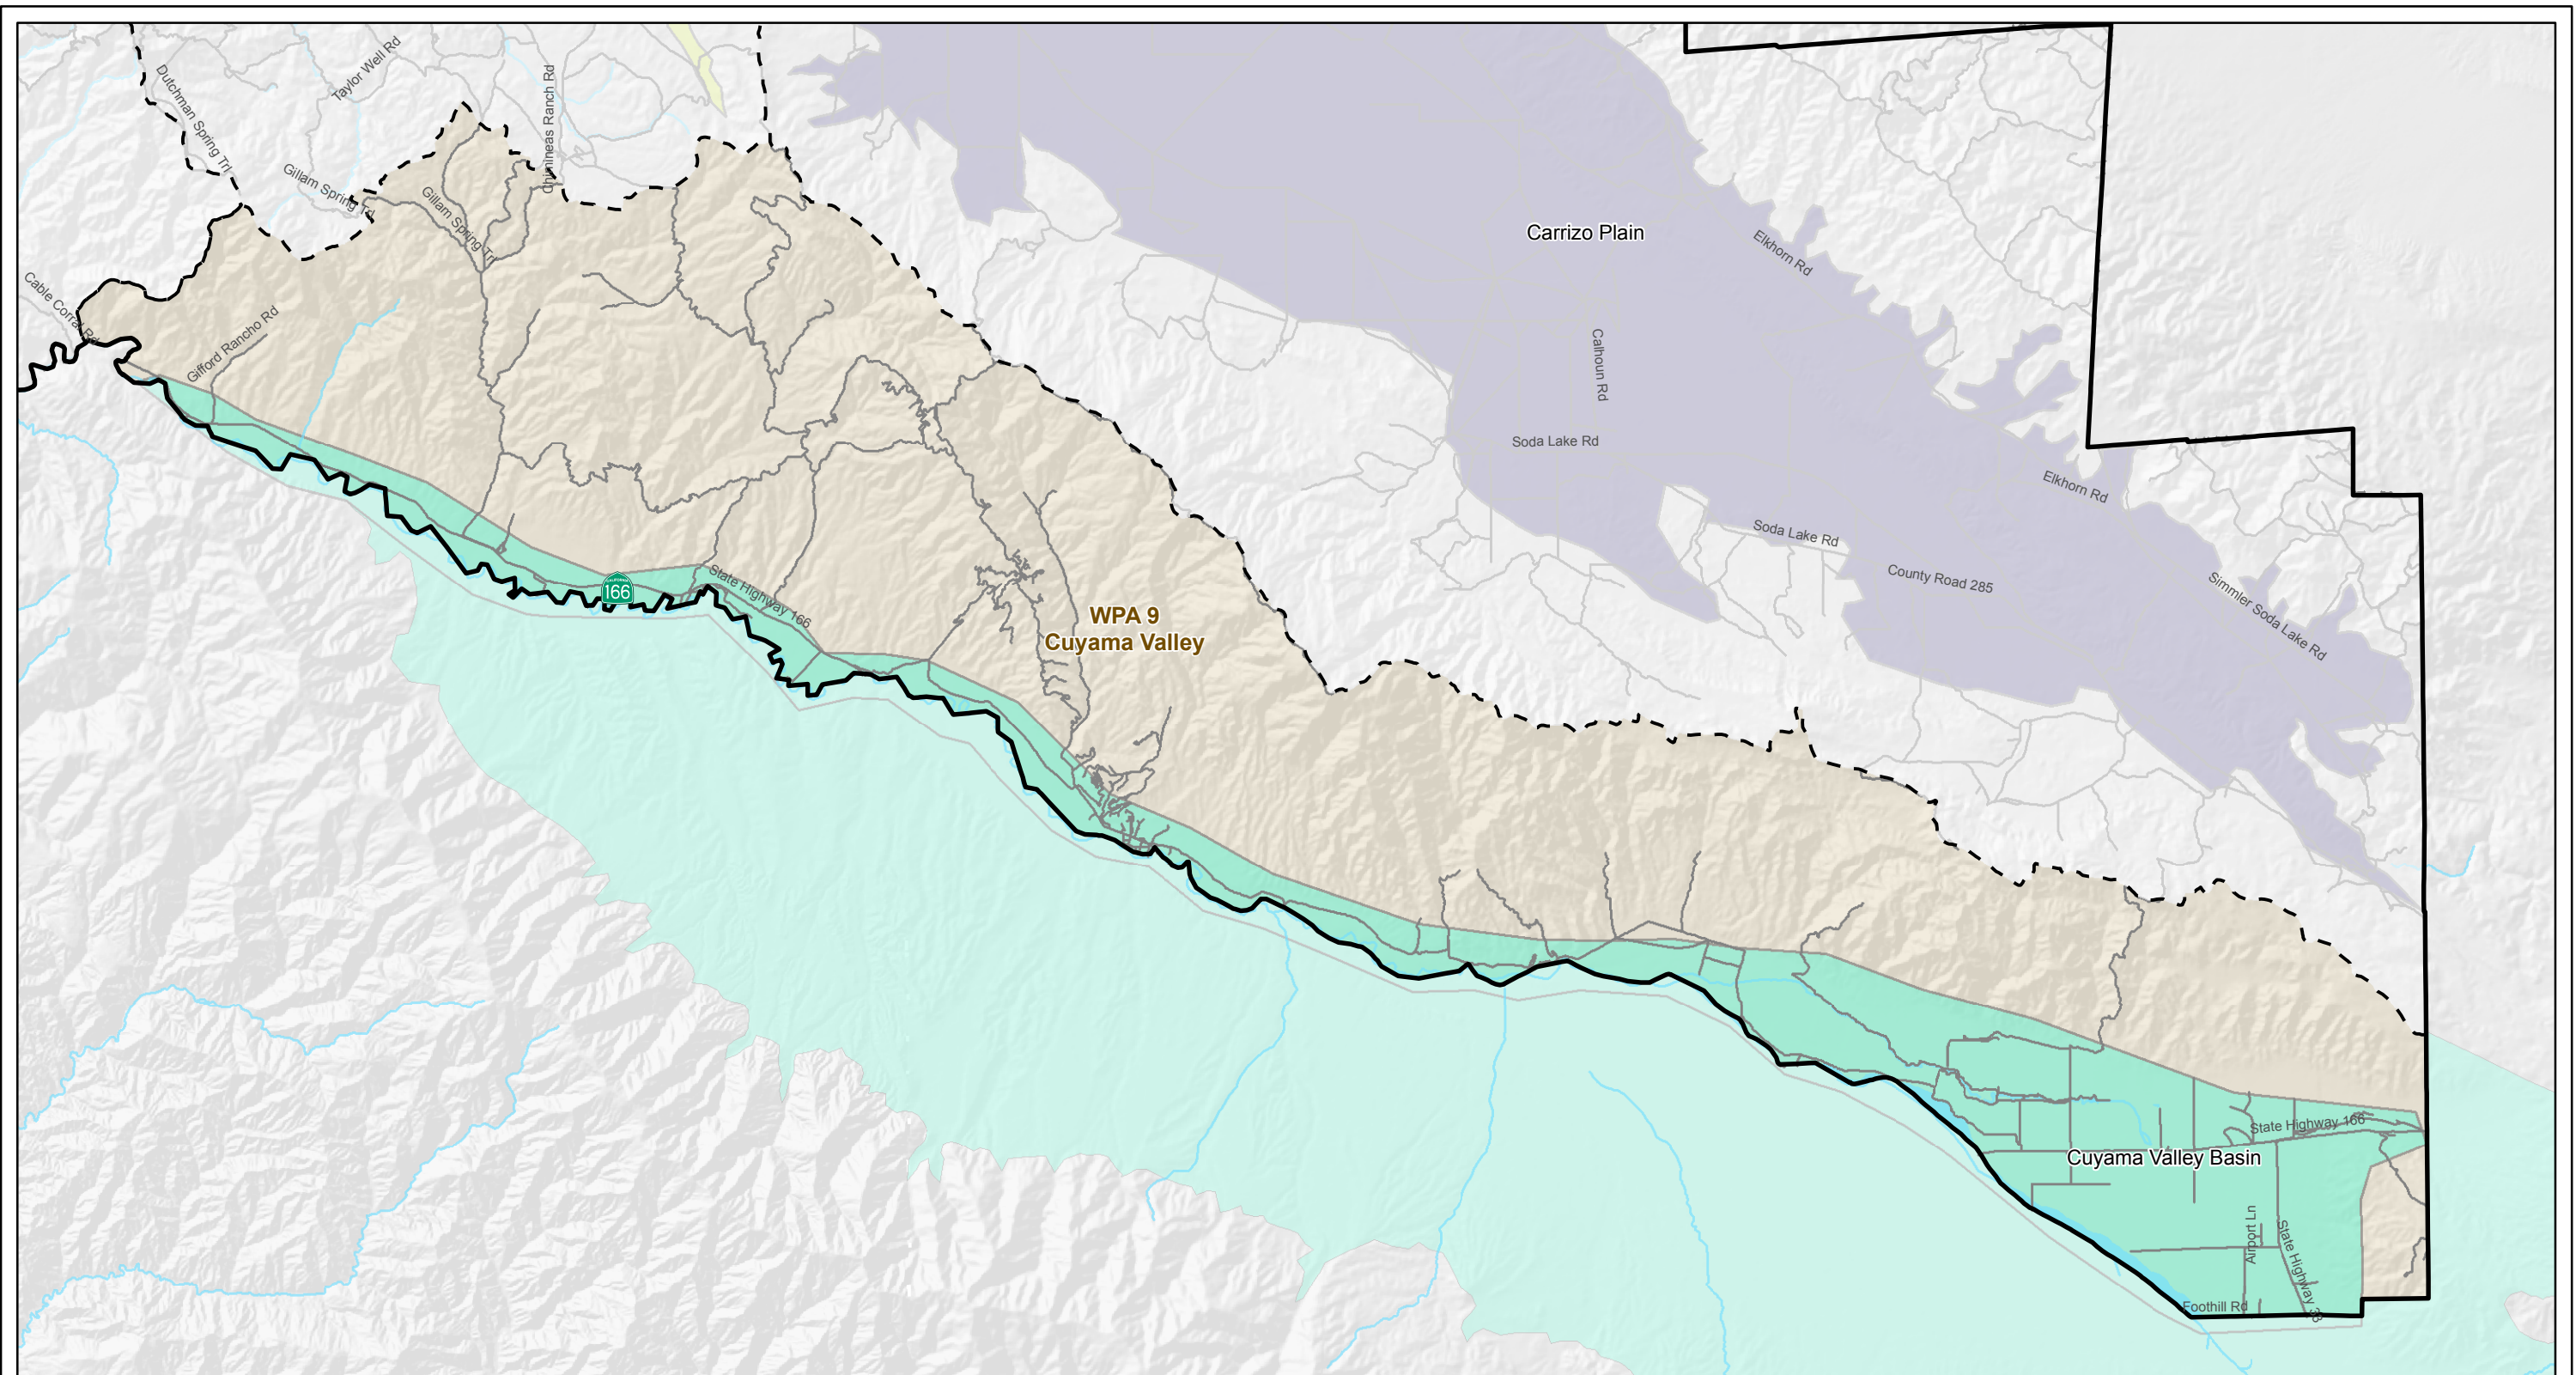 Taylor Well Rd
Dutchman Spring Trl
Chimineas Ranch Rd
Gillam Spring Trl
Gillam Spring Trl
Cable Corral Rd
Gifford Rancho Rd
Carrizo Plain
Elkhorn Rd
Calhoun Rd
Soda Lake Rd
Elkhorn Rd
Soda Lake Rd
County Road 285
Simmler Soda Lake Rd
CALIFORNIA
166
State Highway 166
WPA 9
Cuyama Valley
State Highway 166
Cuyama Valley Basin
Airport Ln
State Highway 33
Foothill Rd